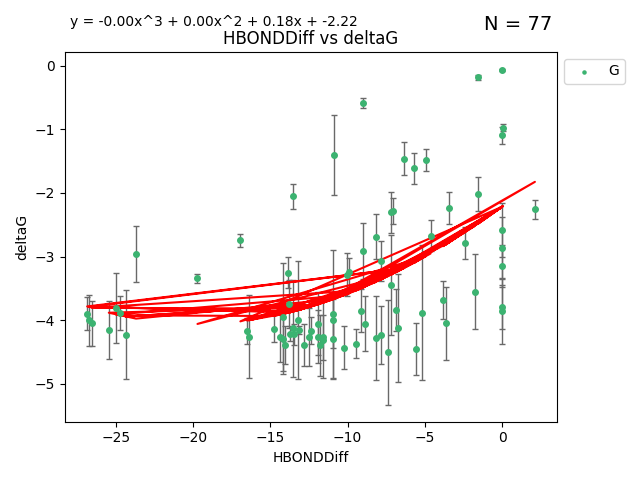 y = -0.00x^3 + 0.00x^2 + 0.18x + -2.22
N = 77
HBONDDiff vs deltaG
G
0
−1
−2
−3
−4
−5
deltaG
−25 −20 −15 −10 −5 0
HBONDDiff